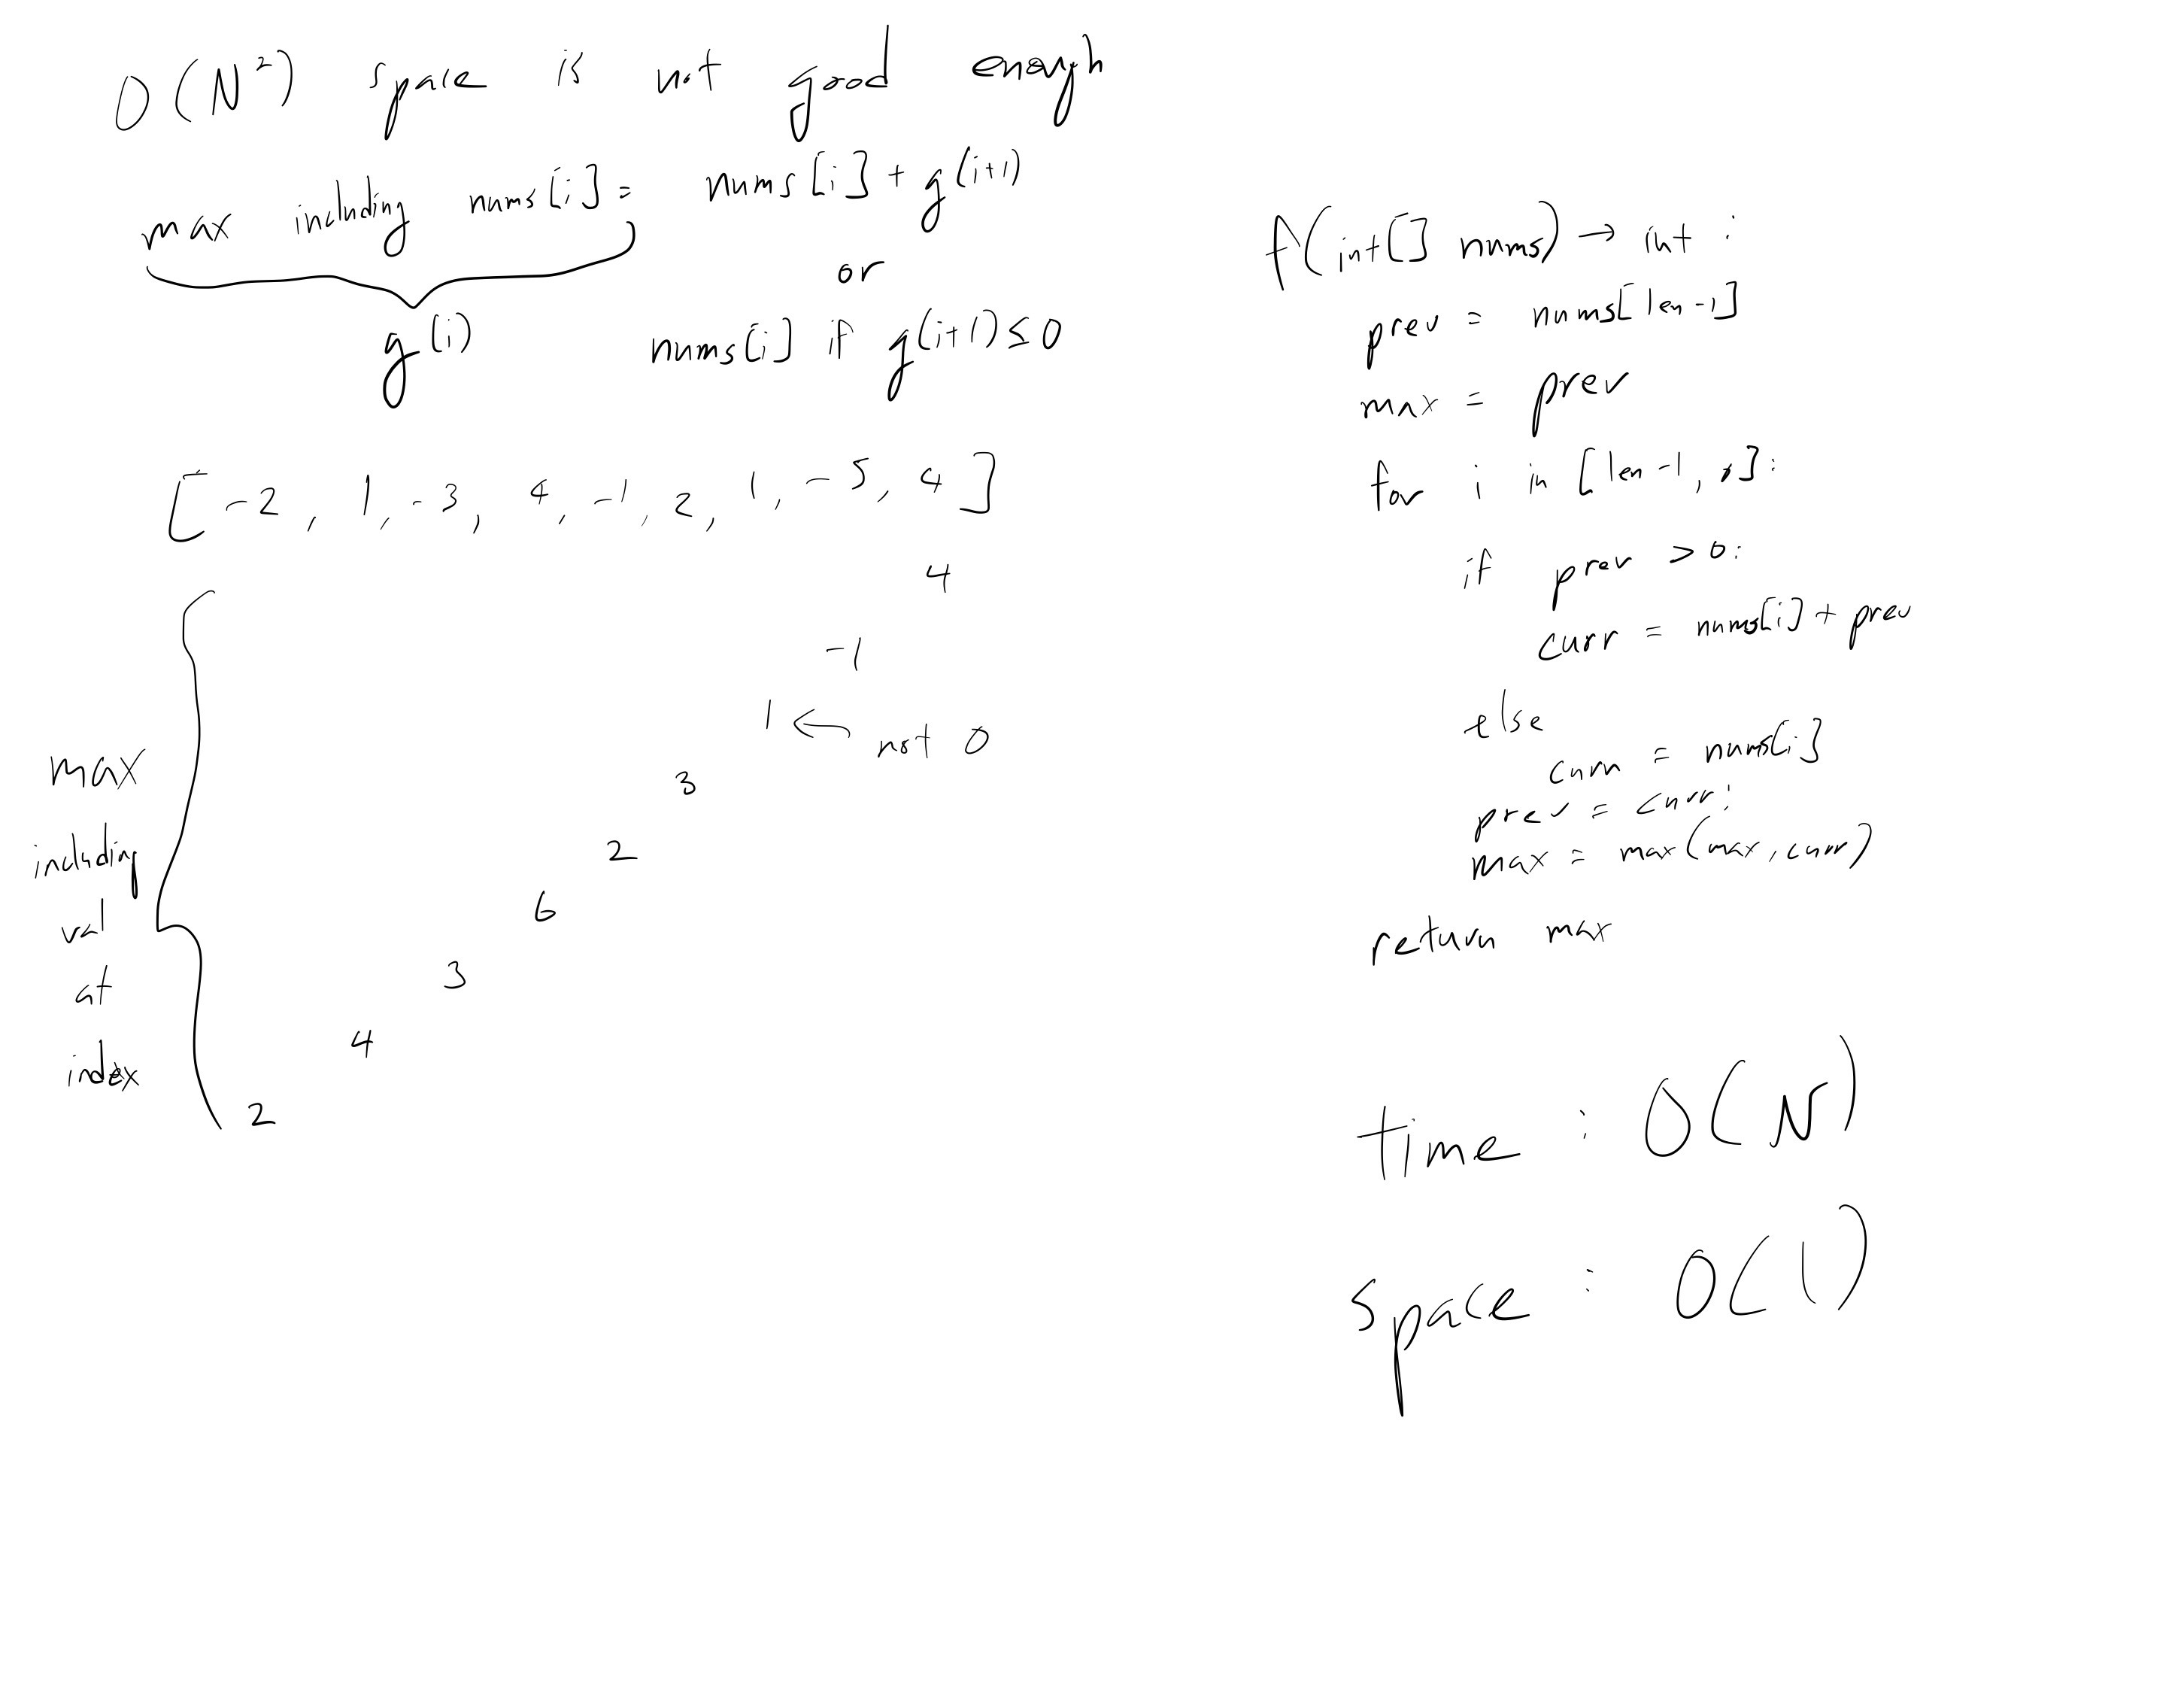 O(N²) space is not good enough
max including nums[i] = nums[i] + g(i+1)
or
g(i) nums[i] if g(i+1) ≤ 0
[-2, 1, -3, 4, -1, 2, 1, -5, 4]
4
-1
1 ← not 0
3
2
6
3
4
2
max
including
val
at
index
f(int[] nums) → int :
prev = nums[len-1]
max = prev
for i in [len-1, ]:
if prev > 0:
curr = nums[i] + prev
else
curr = nums[i]
prev = curr;
max = max(max, curr)
return max
time : O(N)
space : O(1)